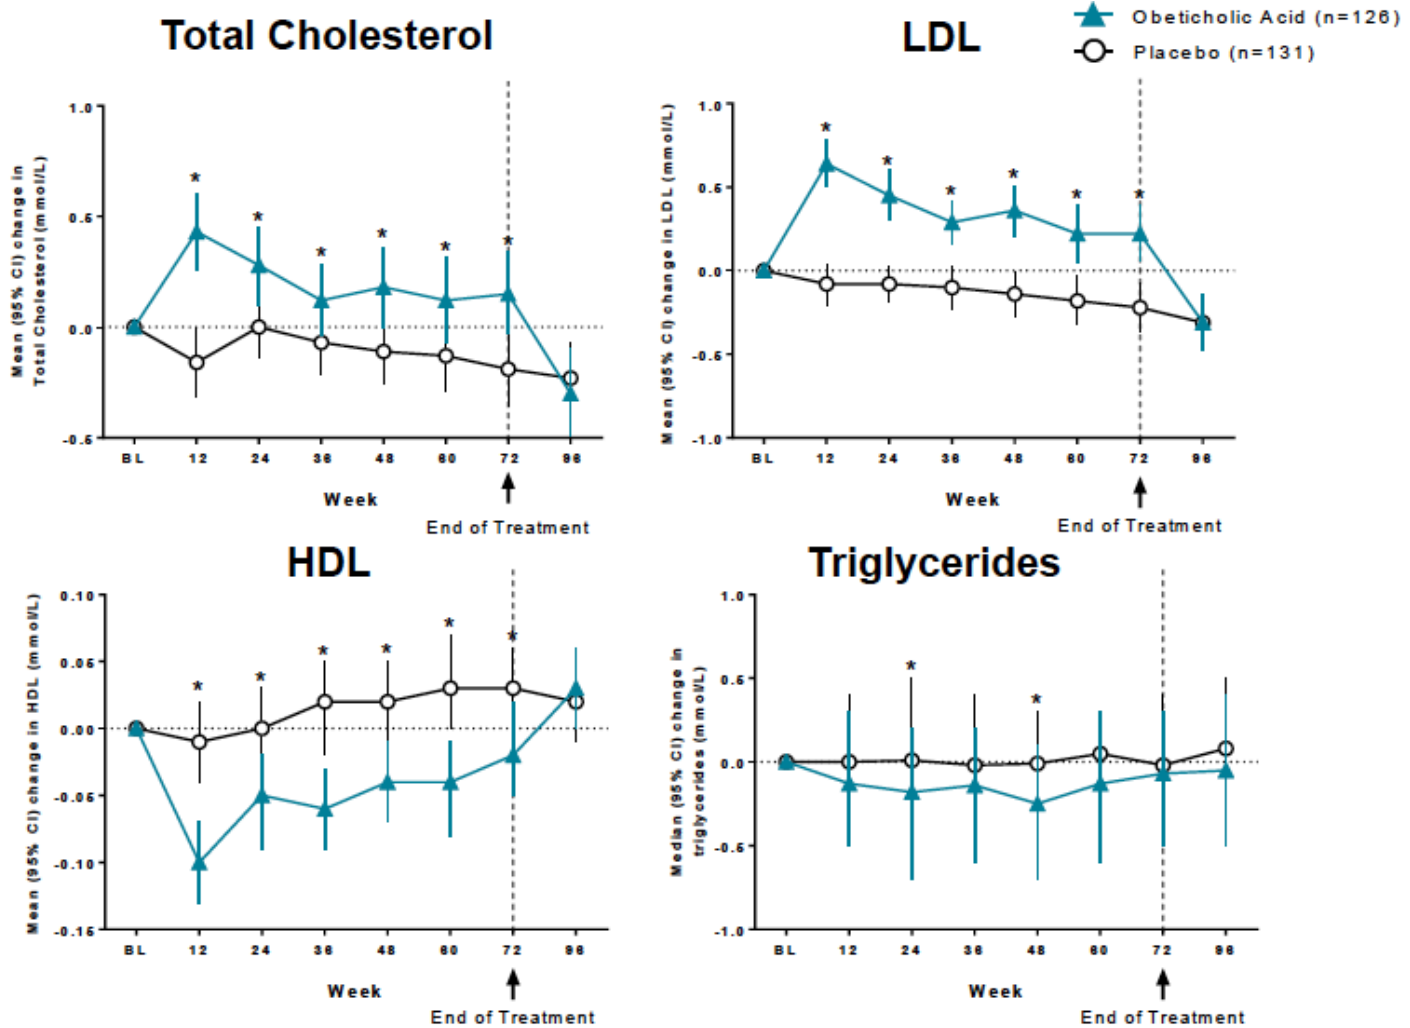 Total Cholesterol
LDL
Obeticholic Acid (n=126)
Placebo (n=131)
Mean (95% CI) change in
Total Cholesterol (mmol/L)
1.0
0.5
0.0
-0.5
*
*
*
*
*
*
BL 12 24 36 48 60 72 96
Week
End of Treatment
Mean (95% CI) change in LDL (mmol/L)
1.0
0.5
0.0
-0.5
-1.0
*
*
*
*
*
*
BL 12 24 36 48 60 72 96
Week
End of Treatment
HDL
Mean (95% CI) change in HDL (mmol/L)
0.10
0.05
0.00
-0.05
-0.10
-0.15
*
*
*
*
*
*
BL 12 24 36 48 60 72 96
Week
End of Treatment
Triglycerides
Median (95% CI) change in
triglycerides (mmol/L)
1.0
0.5
0.0
-0.5
-1.0
*
*
BL 12 24 36 48 60 72 96
Week
End of Treatment